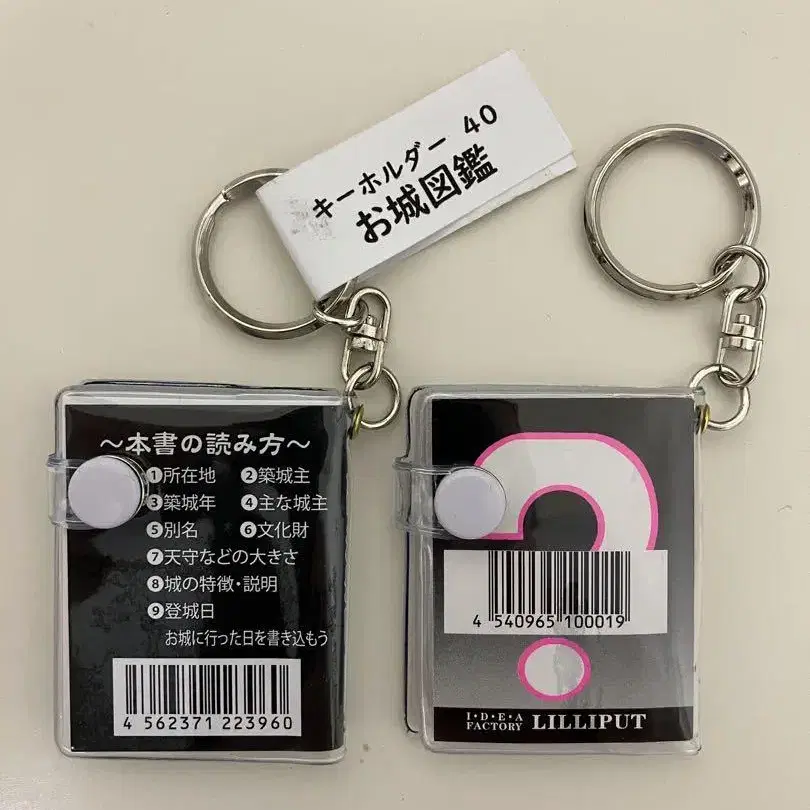 キーホルダー 40
お城図鑑
～本書の読み方～
❶所在地 ❷築城主
❸築城年 ❹主な城主
❺別名 ❻文化財
❼天守などの大きさ
❽城の特徴・説明
❾登城日
お城に行った日を書き込もう
4 562371 223960
?
4 540965 100019
I・D・E・A
FACTORY LILLIPUT